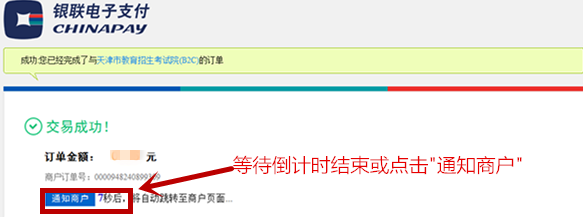 银联电子支付
CHINAPAY
成功:您已经完成了与天津市教育招生考试院(B2C)的订单
交易成功！
订单金额： 元
商户订单号：
等待倒计时结束或点击"通知商户"
通知商户 7秒后，将自动跳转至商户页面...